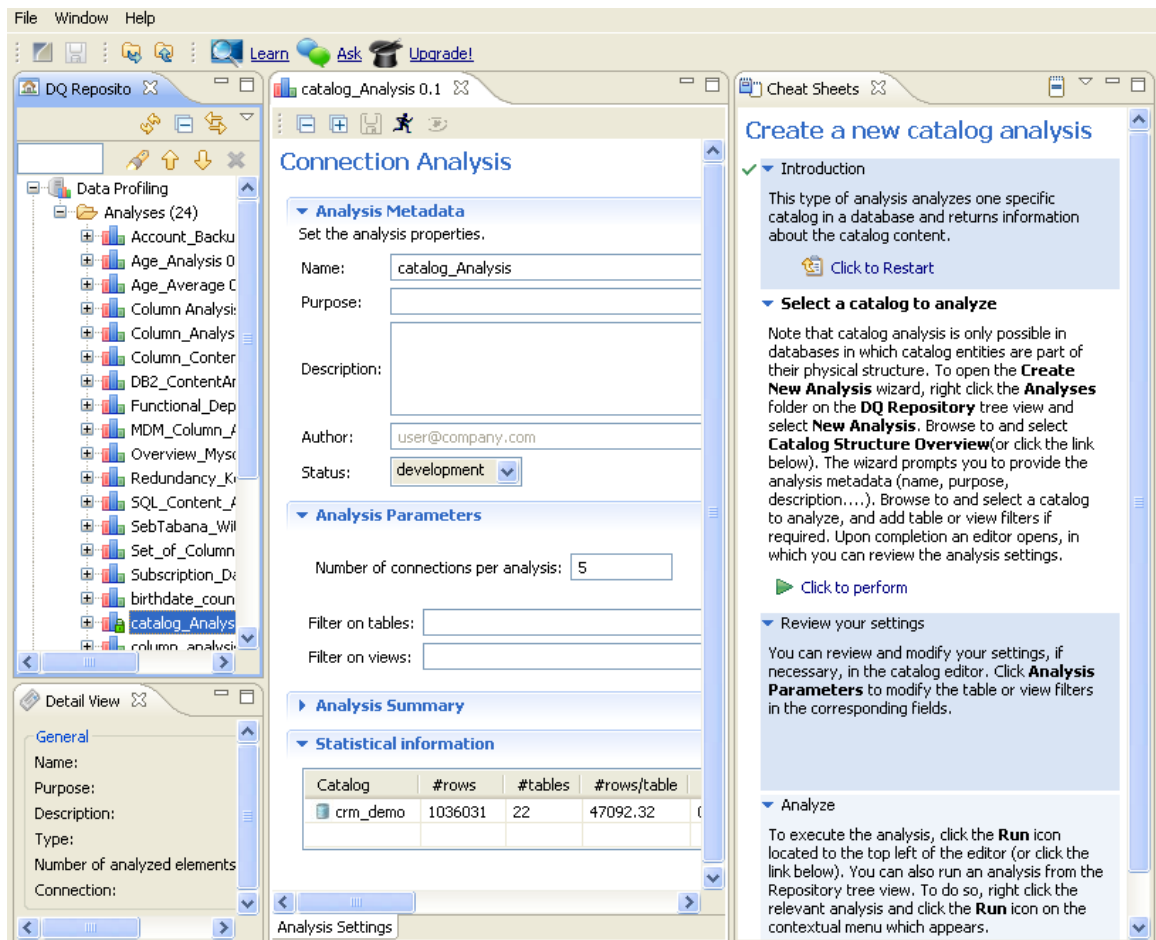 File Window Help
Learn Ask Upgrade!
DQ Reposito
Data Profiling
Analyses (24)
Account_Backu
Age_Analysis 0
Age_Average
Column Analysi
Column_Analys
Column_Conter
DB2_ContentAr
Functional_Dep
MDM_Column_
Overview_Myso
Redundancy_K
SQL_Content_A
SebTabana_Wi
Set_of_Column
Subscription_Da
birthdate_coun
catalog_Analys
column_analysi
Detail View
General
Name:
Purpose:
Description:
Type:
Number of analyzed elements
Connection:
catalog_Analysis 0.1
Connection Analysis
Analysis Metadata
Set the analysis properties.
Name: catalog_Analysis
Purpose:
Description:
Author: user@company.com
Status: development
Analysis Parameters
Number of connections per analysis: 5
Filter on tables:
Filter on views:
Analysis Summary
Statistical information
Catalog #rows #tables #rows/table
crm_demo 1036031 22 47092.32
Analysis Settings
Cheat Sheets
Create a new catalog analysis
Introduction
This type of analysis analyzes one specific
catalog in a database and returns information
about the catalog content.
Click to Restart
Select a catalog to analyze
Note that catalog analysis is only possible in
databases in which catalog entities are part of
their physical structure. To open the Create
New Analysis wizard, right click the Analyses
folder on the DQ Repository tree view and
select New Analysis. Browse to and select
Catalog Structure Overview(or click the link
below). The wizard prompts you to provide the
analysis metadata (name, purpose,
description....). Browse to and select a catalog
to analyze, and add table or view filters if
required. Upon completion an editor opens, in
which you can review the analysis settings.
Click to perform
Review your settings
You can review and modify your settings, if
necessary, in the catalog editor. Click Analysis
Parameters to modify the table or view filters
in the corresponding fields.
Analyze
To execute the analysis, click the Run icon
located to the top left of the editor (or click the
link below). You can also run an analysis from the
Repository tree view. To do so, right click the
relevant analysis and click the Run icon on the
contextual menu which appears.